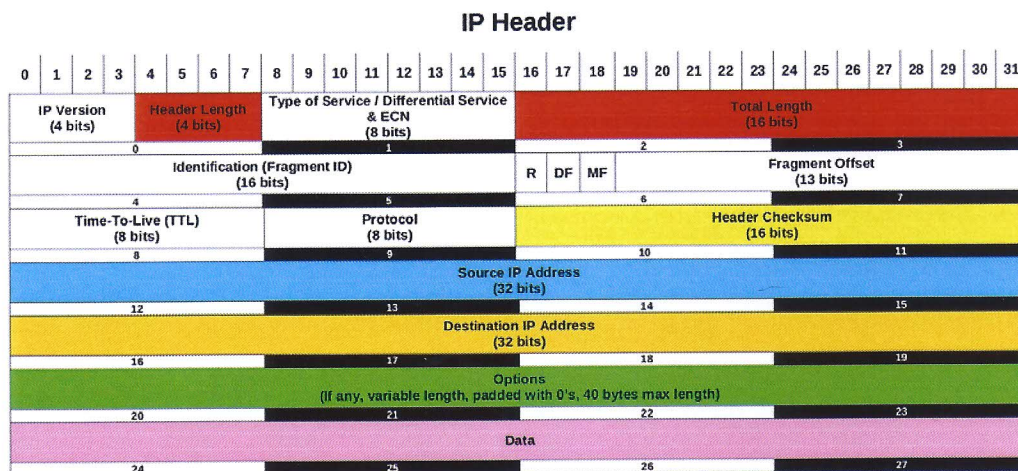 IP Header
0 1 2 3 4 5 6 7 8 9 10 11 12 13 14 15 16 17 18 19 20 21 22 23 24 25 26 27 28 29 30 31
IP Version
(4 bits)
Header Length
(4 bits)
Type of Service / Differential Service
& ECN
(8 bits)
Total Length
(16 bits)
0 1 2 3
Identification (Fragment ID)
(16 bits)
R DF MF
Fragment Offset
(13 bits)
4 5 6 7
Time-To-Live (TTL)
(8 bits)
Protocol
(8 bits)
Header Checksum
(16 bits)
8 9 10 11
Source IP Address
(32 bits)
12 13 14 15
Destination IP Address
(32 bits)
16 17 18 19
Options
(If any, variable length, padded with 0's, 40 bytes max length)
20 21 22 23
Data
24 25 26 27